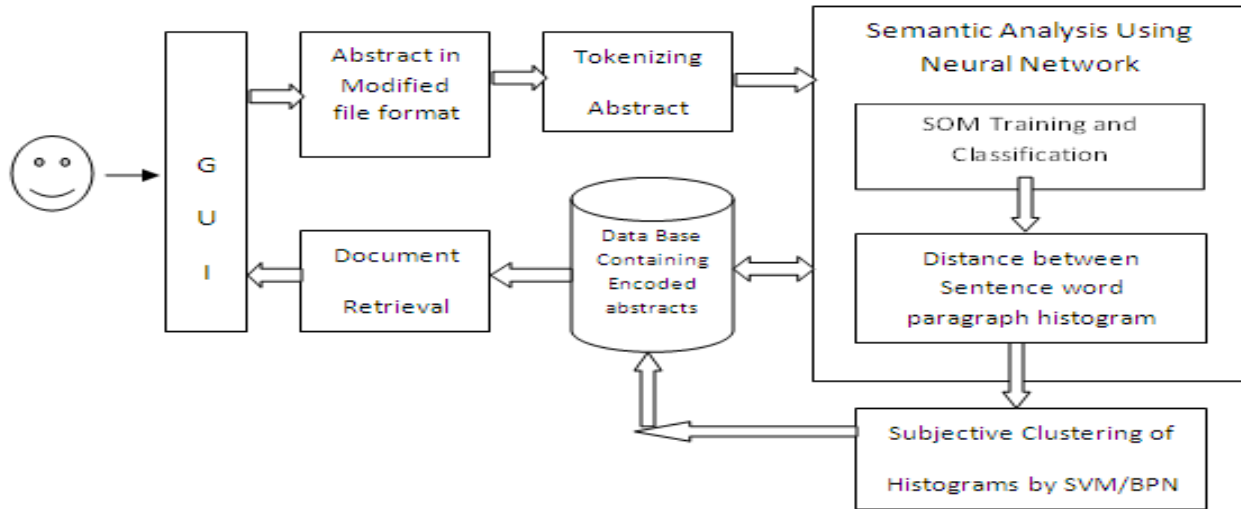 G
U
I
Abstract in
Modified
file format
Tokenizing
Abstract
Semantic Analysis Using
Neural Network
SOM Training and
Classification
Distance between
Sentence word
paragraph histogram
Subjective Clustering of
Histograms by SVM/BPN
Data Base
Containing
Encoded
abstracts
Document
Retrieval